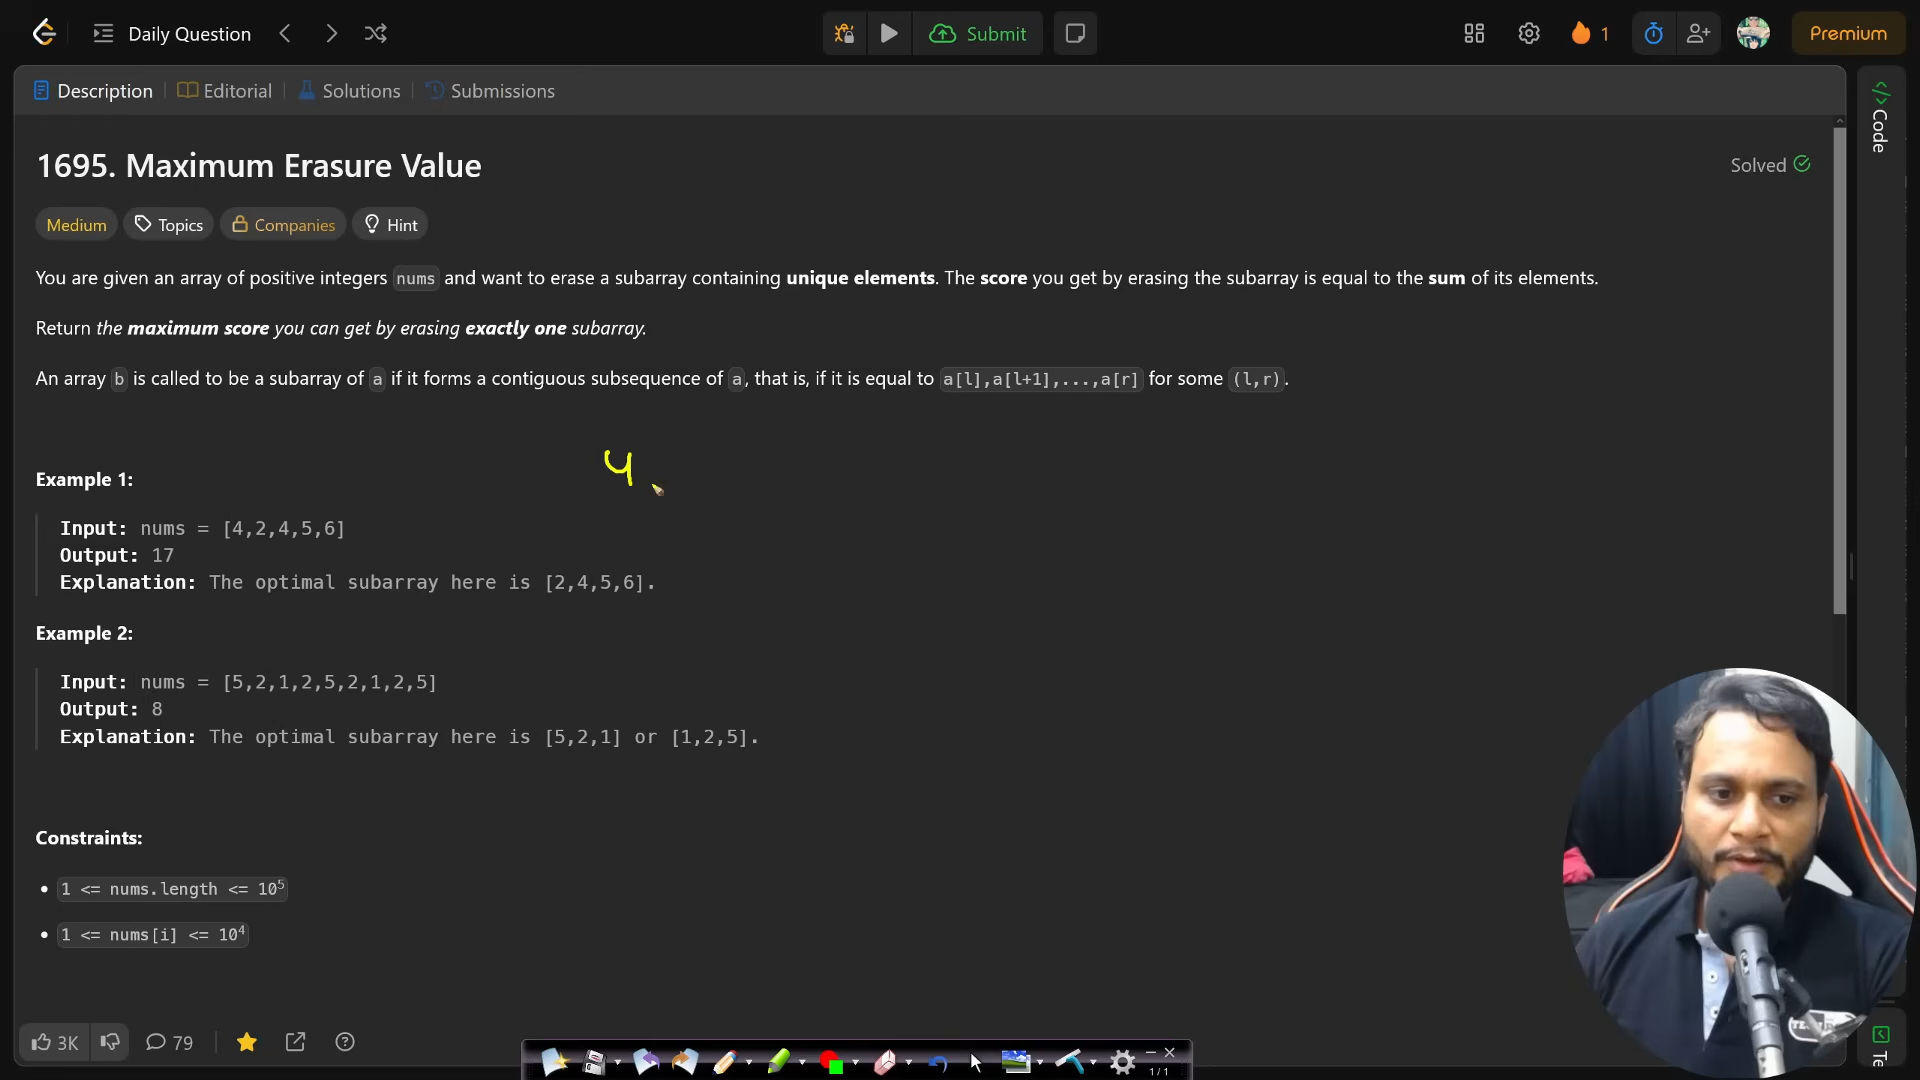 Daily Question
Submit
1
Premium
Description
Editorial
Solutions
Submissions
Code
1695. Maximum Erasure Value
Solved
Medium
Topics
Companies
Hint
You are given an array of positive integers nums and want to erase a subarray containing unique elements. The score you get by erasing the subarray is equal to the sum of its elements.
Return the maximum score you can get by erasing exactly one subarray.
An array b is called to be a subarray of a if it forms a contiguous subsequence of a, that is, if it is equal to a[l],a[l+1],...,a[r] for some (l,r).
4
Example 1:
Input: nums = [4,2,4,5,6]
Output: 17
Explanation: The optimal subarray here is [2,4,5,6].
Example 2:
Input: nums = [5,2,1,2,5,2,1,2,5]
Output: 8
Explanation: The optimal subarray here is [5,2,1] or [1,2,5].
Constraints:
• 1 <= nums.length <= 10⁵
• 1 <= nums[i] <= 10⁴
3K
79
1/1
Te